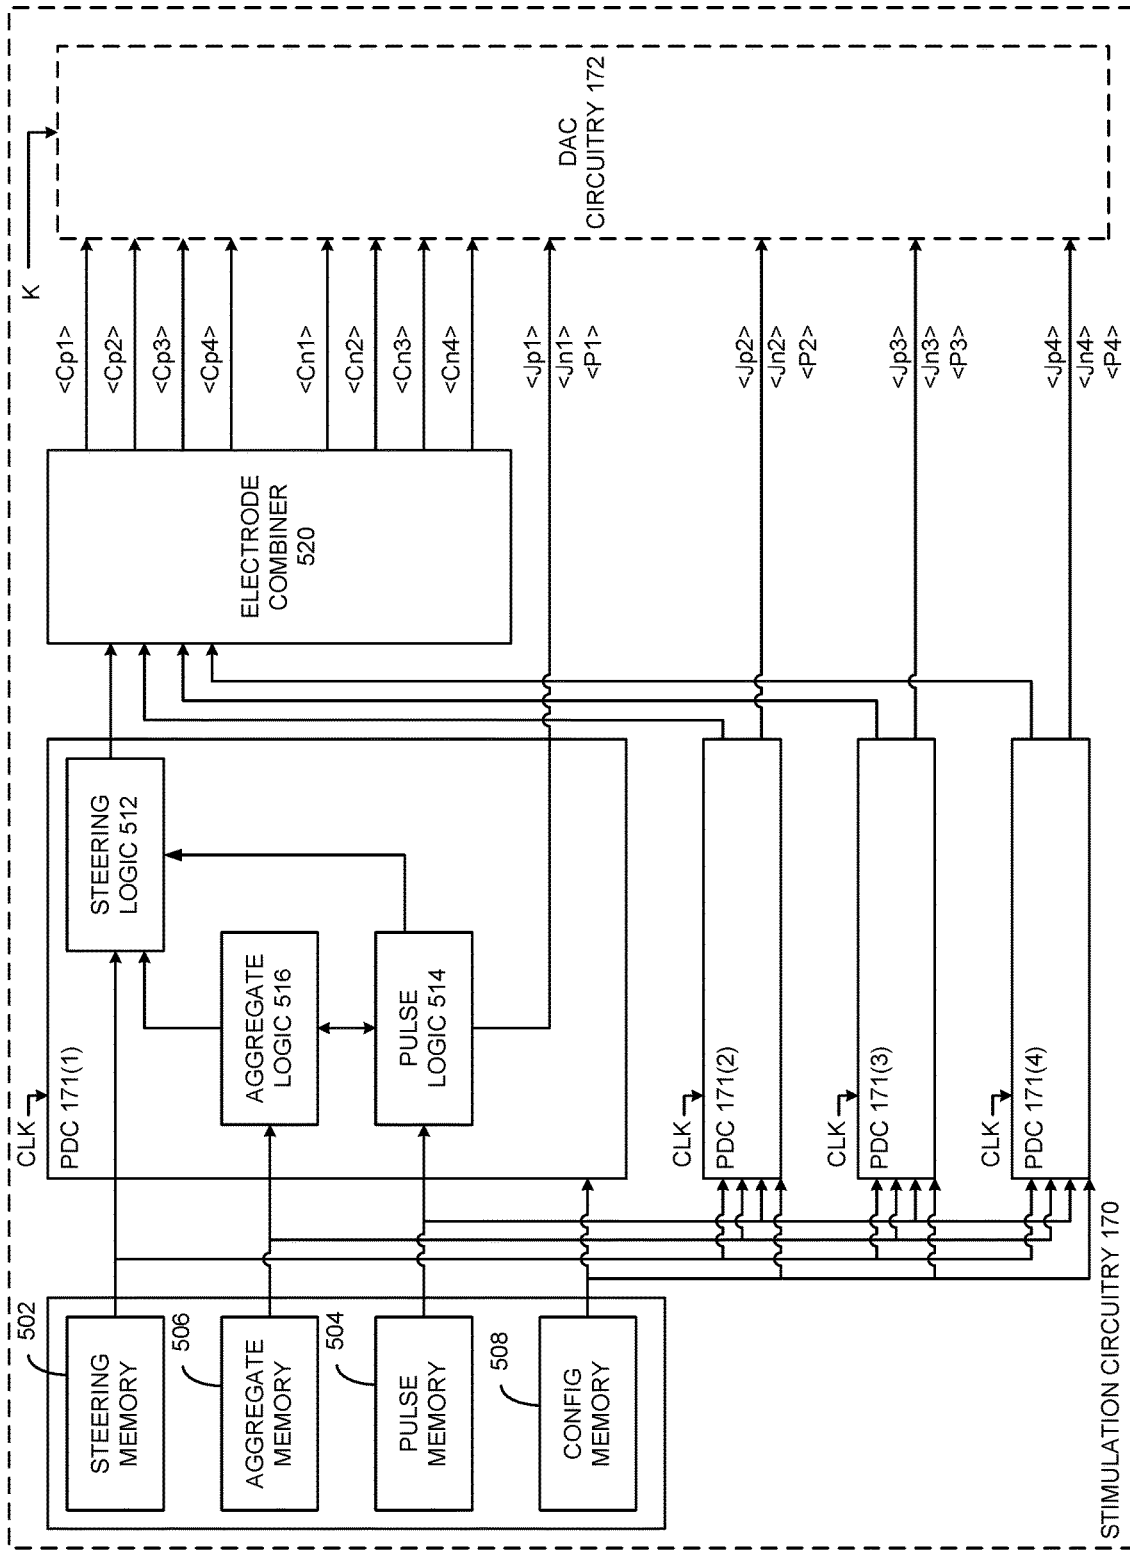 STEERING
MEMORY
502
AGGREGATE
MEMORY
506
PULSE
MEMORY
504
CONFIG
MEMORY
508
CLK
PDC 171(1)
STEERING
LOGIC 512
AGGREGATE
LOGIC 516
PULSE
LOGIC 514
CLK
PDC 171(2)
CLK
PDC 171(3)
CLK
PDC 171(4)
ELECTRODE
COMBINER
520
<Cp1>
<Cp2>
<Cp3>
<Cp4>
<Cn1>
<Cn2>
<Cn3>
<Cn4>
<Jp1>
<Jn1>
<P1>
<Jp2>
<Jn2>
<P2>
<Jp3>
<Jn3>
<P3>
<Jp4>
<Jn4>
<P4>
K
DAC
CIRCUITRY 172
STIMULATION CIRCUITRY 170